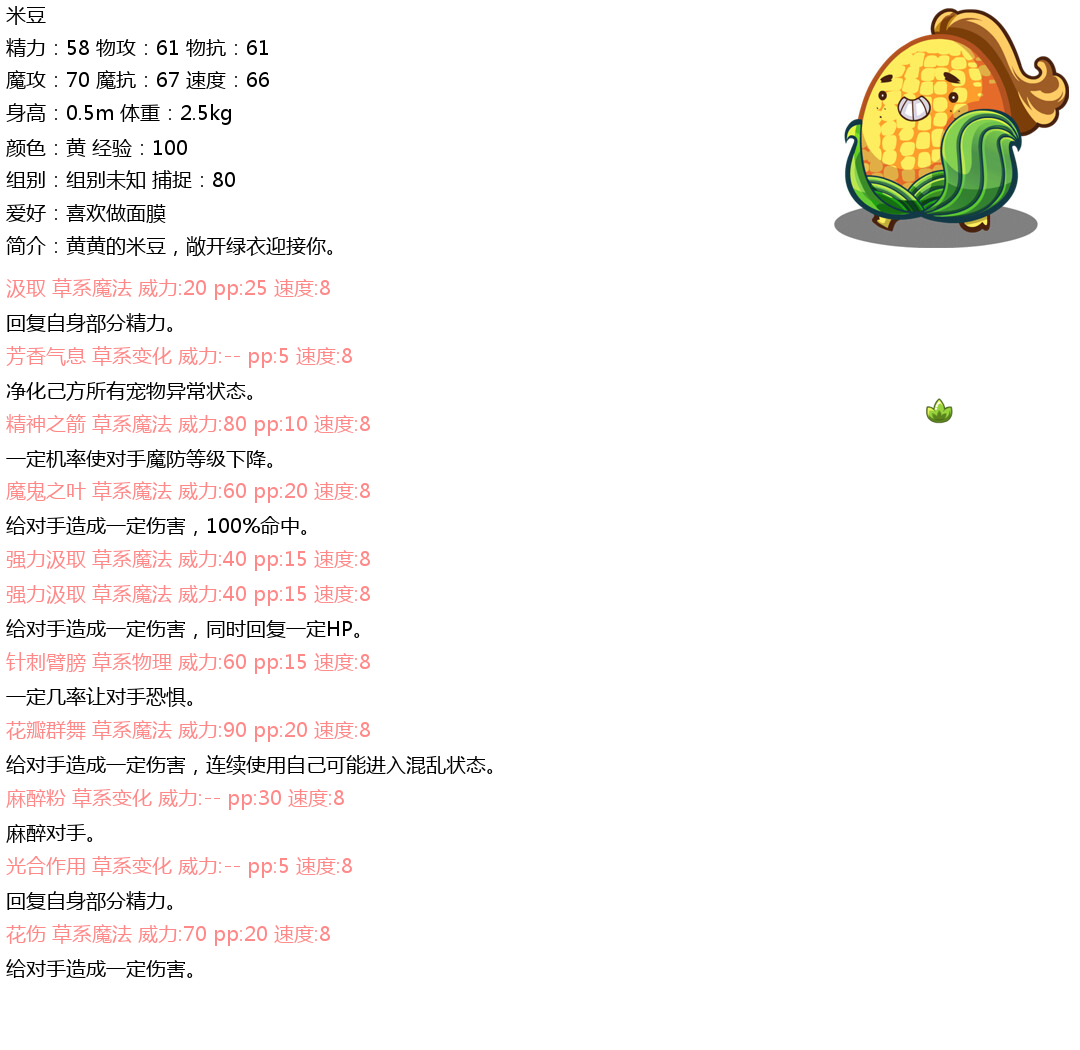 米豆
精力：58 物攻：61 物抗：61
魔攻：70 魔抗：67 速度：66
身高：0.5m 体重：2.5kg
颜色：黄 经验：100
组别：组别未知 捕捉：80
爱好：喜欢做面膜
简介：黄黄的米豆，敞开绿衣迎接你。
汲取 草系魔法 威力:20 pp:25 速度:8
回复自身部分精力。
芳香气息 草系变化 威力:-- pp:5 速度:8
净化己方所有宠物异常状态。
精神之箭 草系魔法 威力:80 pp:10 速度:8
一定机率使对手魔防等级下降。
魔鬼之叶 草系魔法 威力:60 pp:20 速度:8
给对手造成一定伤害，100%命中。
强力汲取 草系魔法 威力:40 pp:15 速度:8
强力汲取 草系魔法 威力:40 pp:15 速度:8
给对手造成一定伤害，同时回复一定HP。
针刺臂膀 草系物理 威力:60 pp:15 速度:8
一定几率让对手恐惧。
花瓣群舞 草系魔法 威力:90 pp:20 速度:8
给对手造成一定伤害，连续使用自己可能进入混乱状态。
麻醉粉 草系变化 威力:-- pp:30 速度:8
麻醉对手。
光合作用 草系变化 威力:-- pp:5 速度:8
回复自身部分精力。
花伤 草系魔法 威力:70 pp:20 速度:8
给对手造成一定伤害。